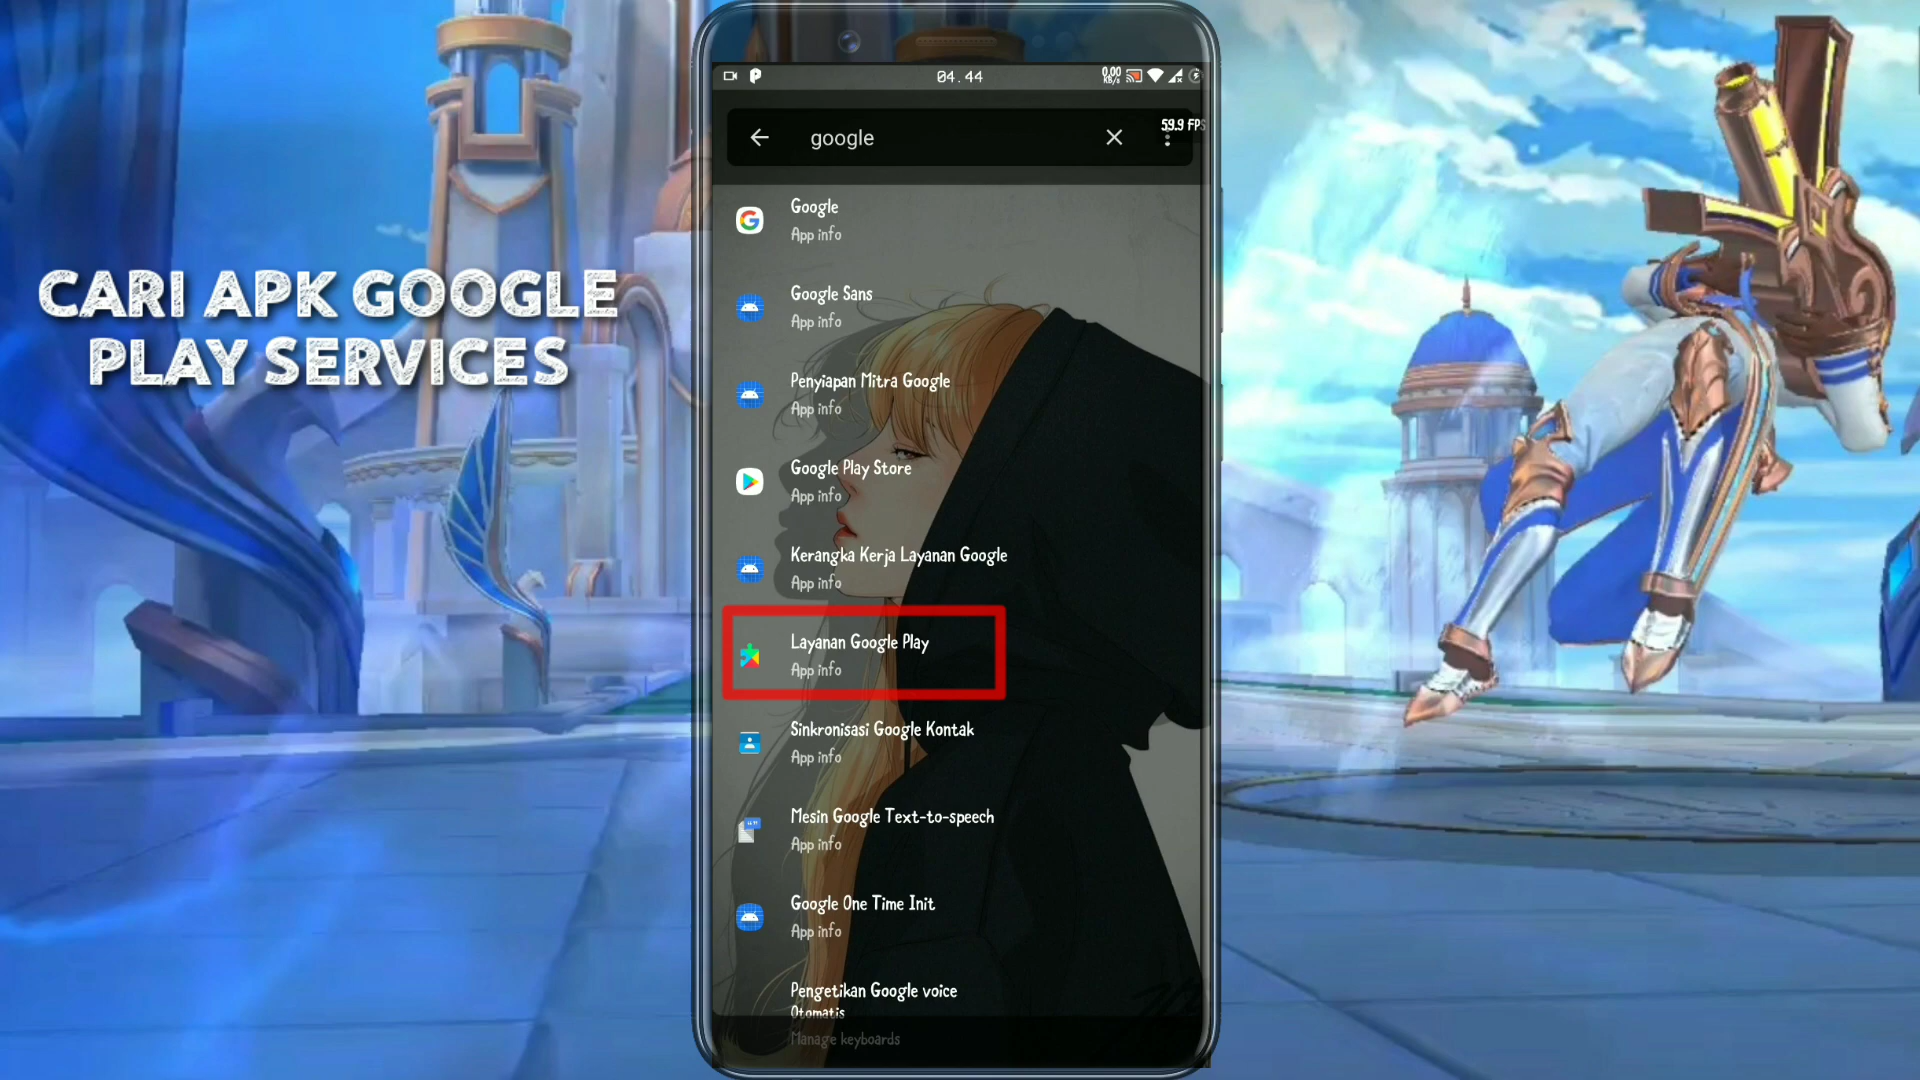 CARI APK GOOGLE
PLAY SERVICES
04.44
0.00
KB/s
59.9 FPS
google
Google
App info
Google Sans
App info
Penyiapan Mitra Google
App info
Google Play Store
App info
Kerangka Kerja Layanan Google
App info
Layanan Google Play
App info
Sinkronisasi Google Kontak
App info
Mesin Google Text-to-speech
App info
Google One Time Init
App info
Pengetikan Google voice
Otomatis
Manage keyboards